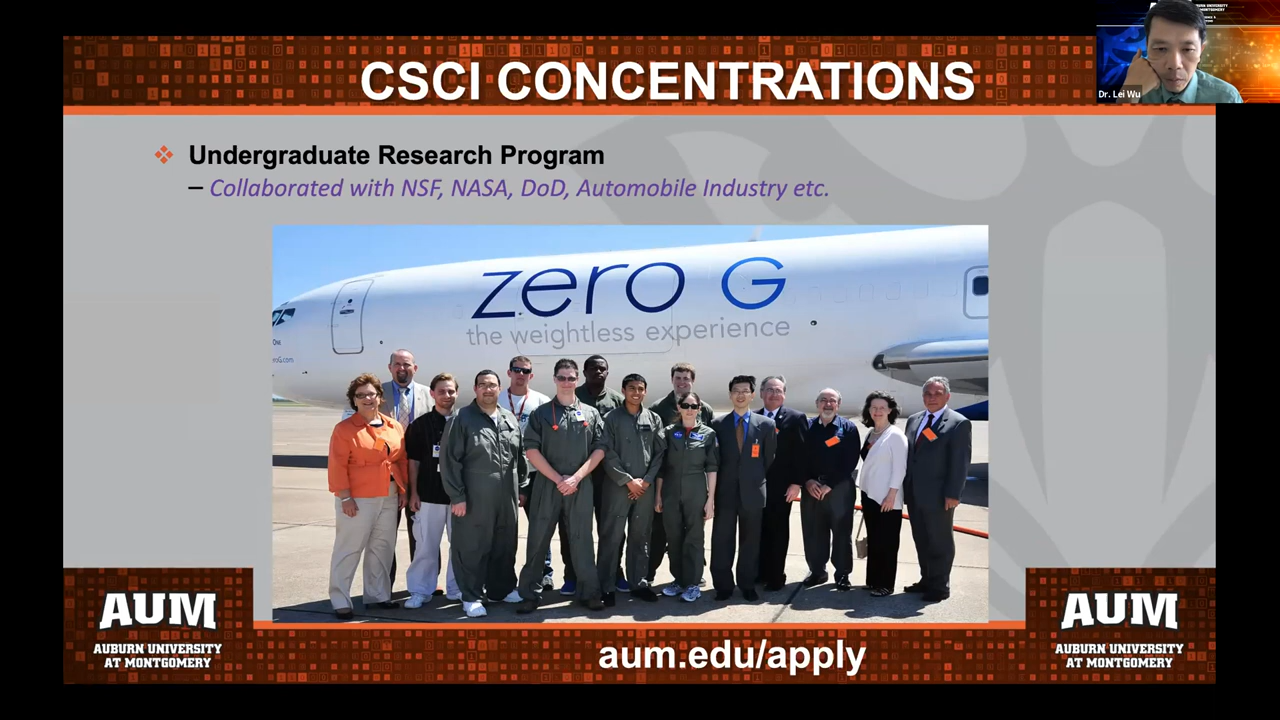 CSCI CONCENTRATIONS
Dr. Lei Wu
❖ Undergraduate Research Program
– Collaborated with NSF, NASA, DoD, Automobile Industry etc.
zero G
the weightless experience
AUM
AUBURN UNIVERSITY
AT MONTGOMERY
aum.edu/apply
AUM
AUBURN UNIVERSITY
AT MONTGOMERY